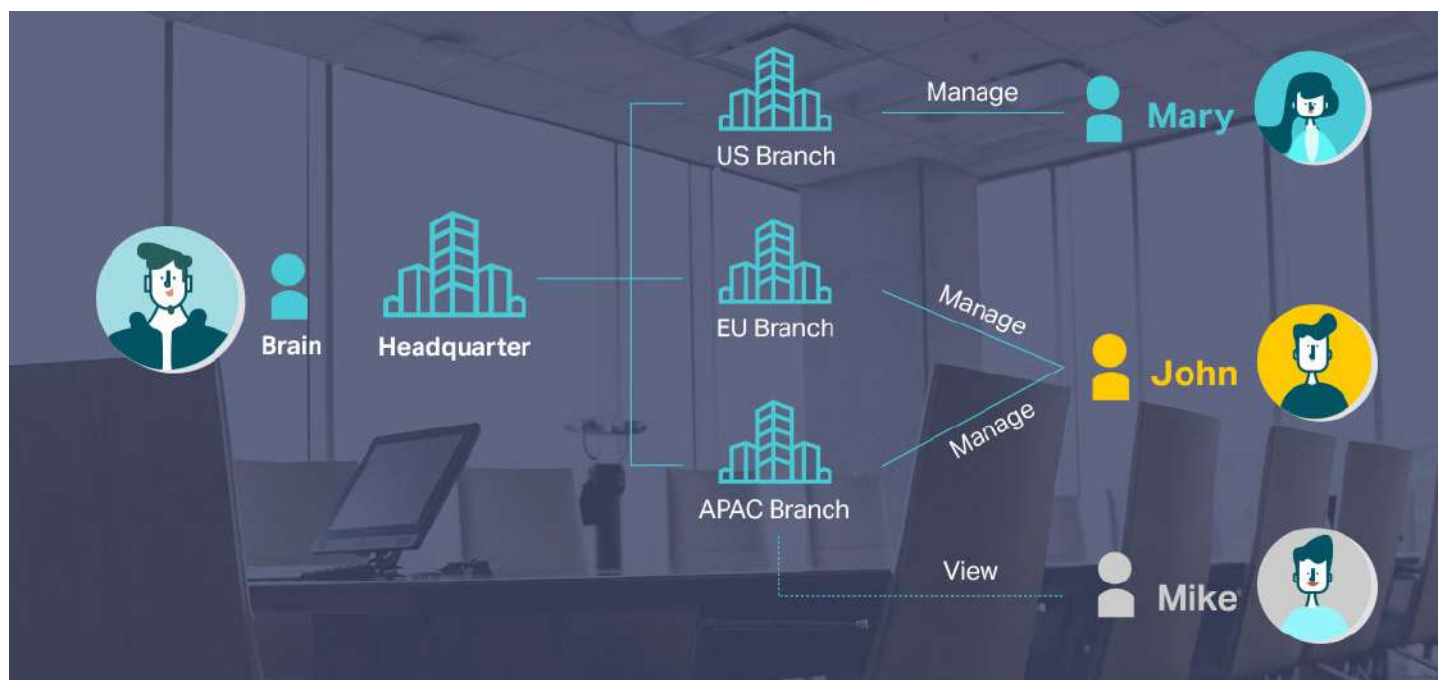 US Branch
Manage
Mary
Brain
Headquarter
EU Branch
Manage
John
Manage
APAC Branch
View
Mike